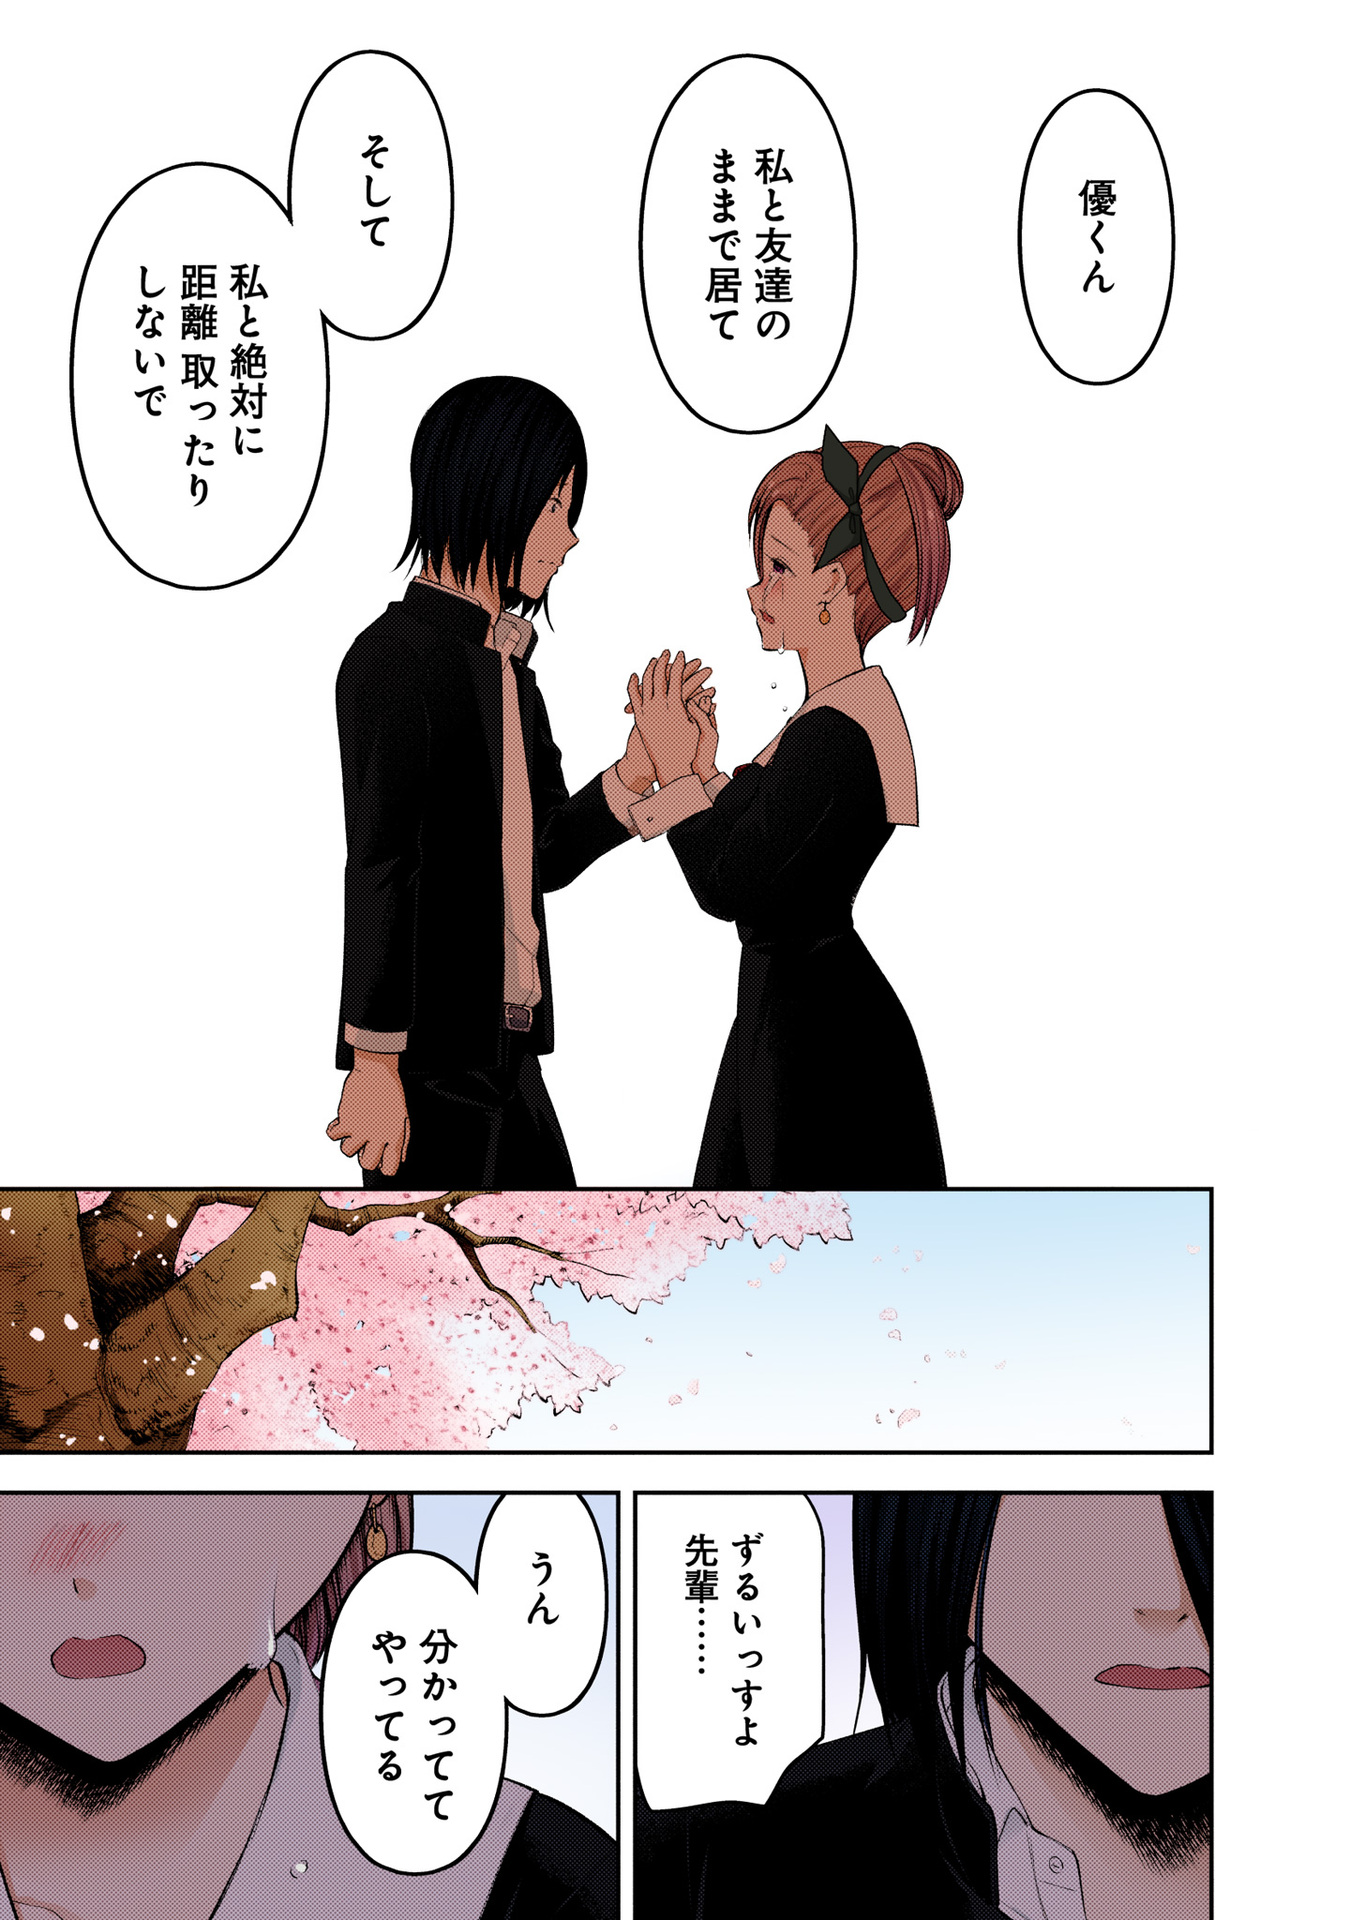 優くん
私と友達の
ままで居て
そして
私と絶対に
距離取ったり
しないで
ずるいっすよ
先輩……
うん
分かってて
やってる